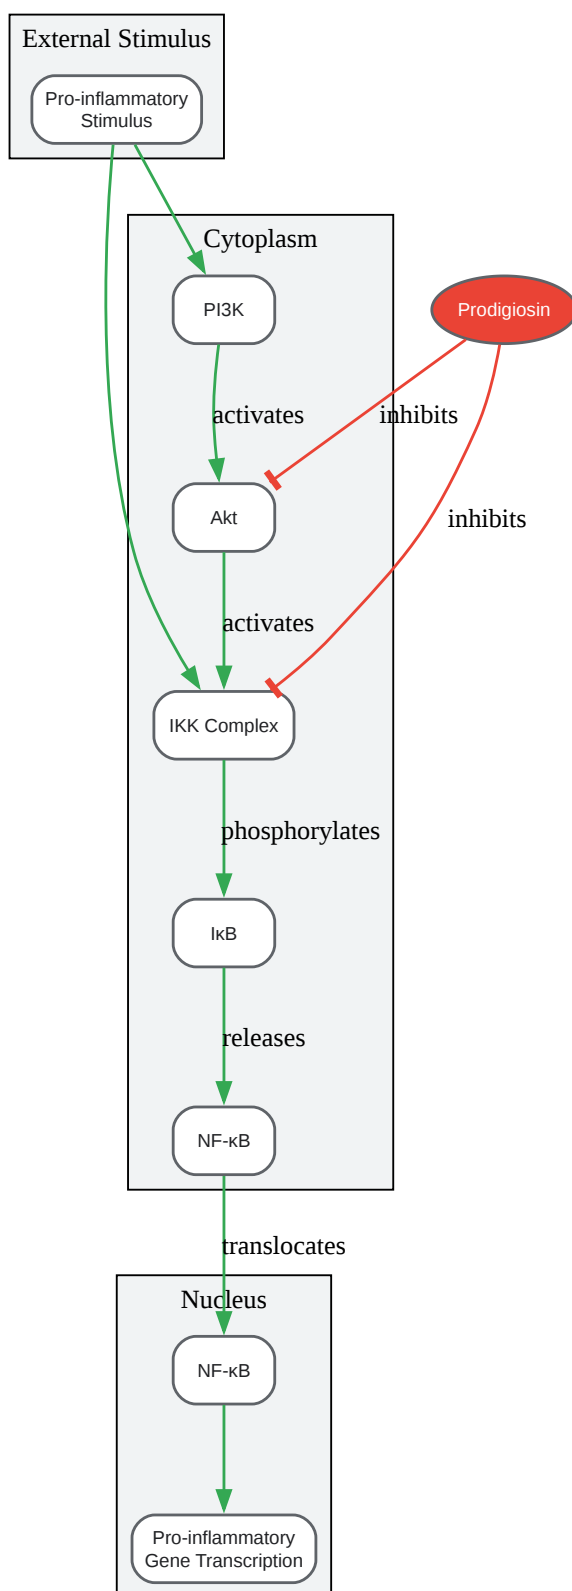 External Stimulus
Pro-inflammatory
Stimulus
Cytoplasm
PI3K
Prodigiosin
activates
inhibits
Akt
inhibits
activates
IKK Complex
phosphorylates
IκB
releases
NF-κB
translocates
Nucleus
NF-κB
Pro-inflammatory
Gene Transcription